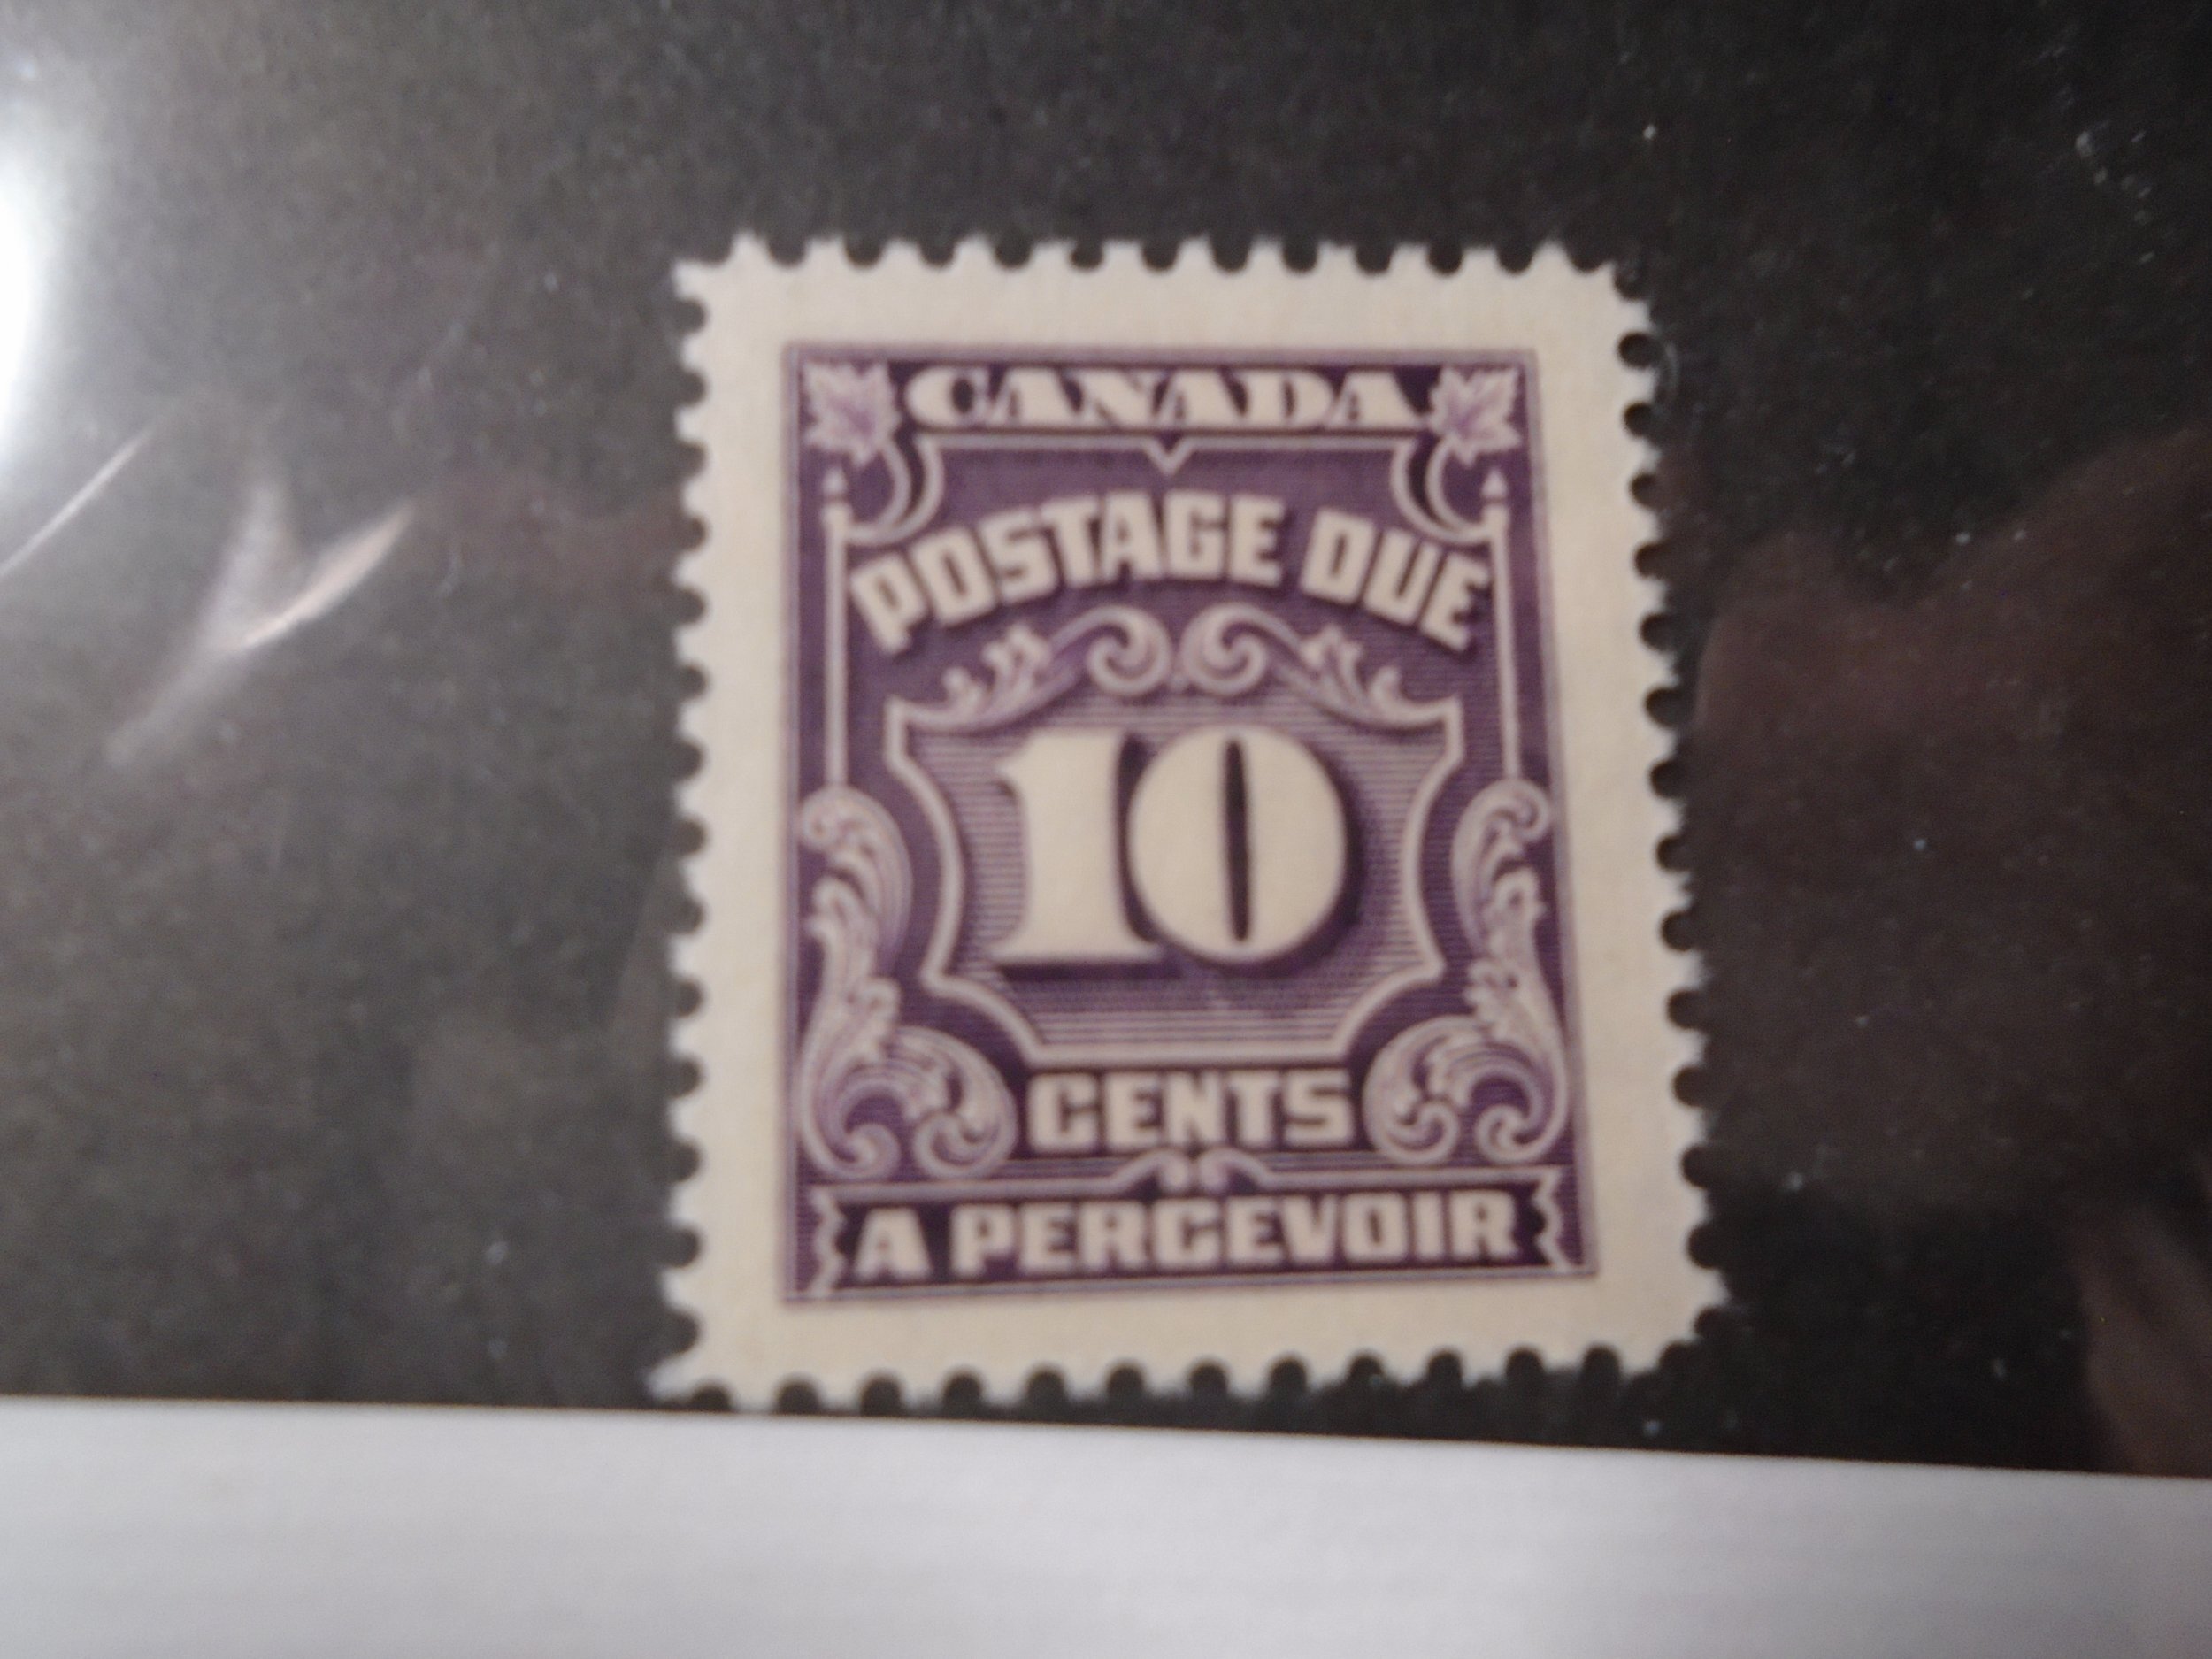 CANADA
POSTAGE DUE
10
CENTS
A PERCEVOIR